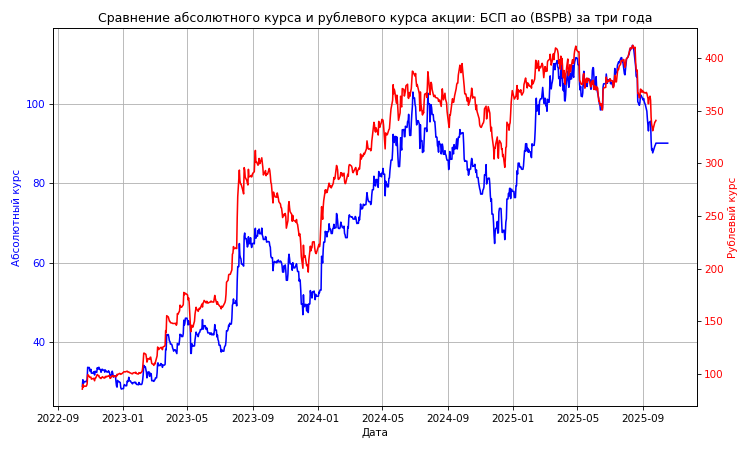 Сравнение абсолютного курса и рублевого курса акции: БСП ао (BSPB) за три года
Абсолютный курс
100
80
60
40
Рублевый курс
400
350
300
250
200
150
100
2022-09 2023-01 2023-05 2023-09 2024-01 2024-05 2024-09 2025-01 2025-05 2025-09
Дата